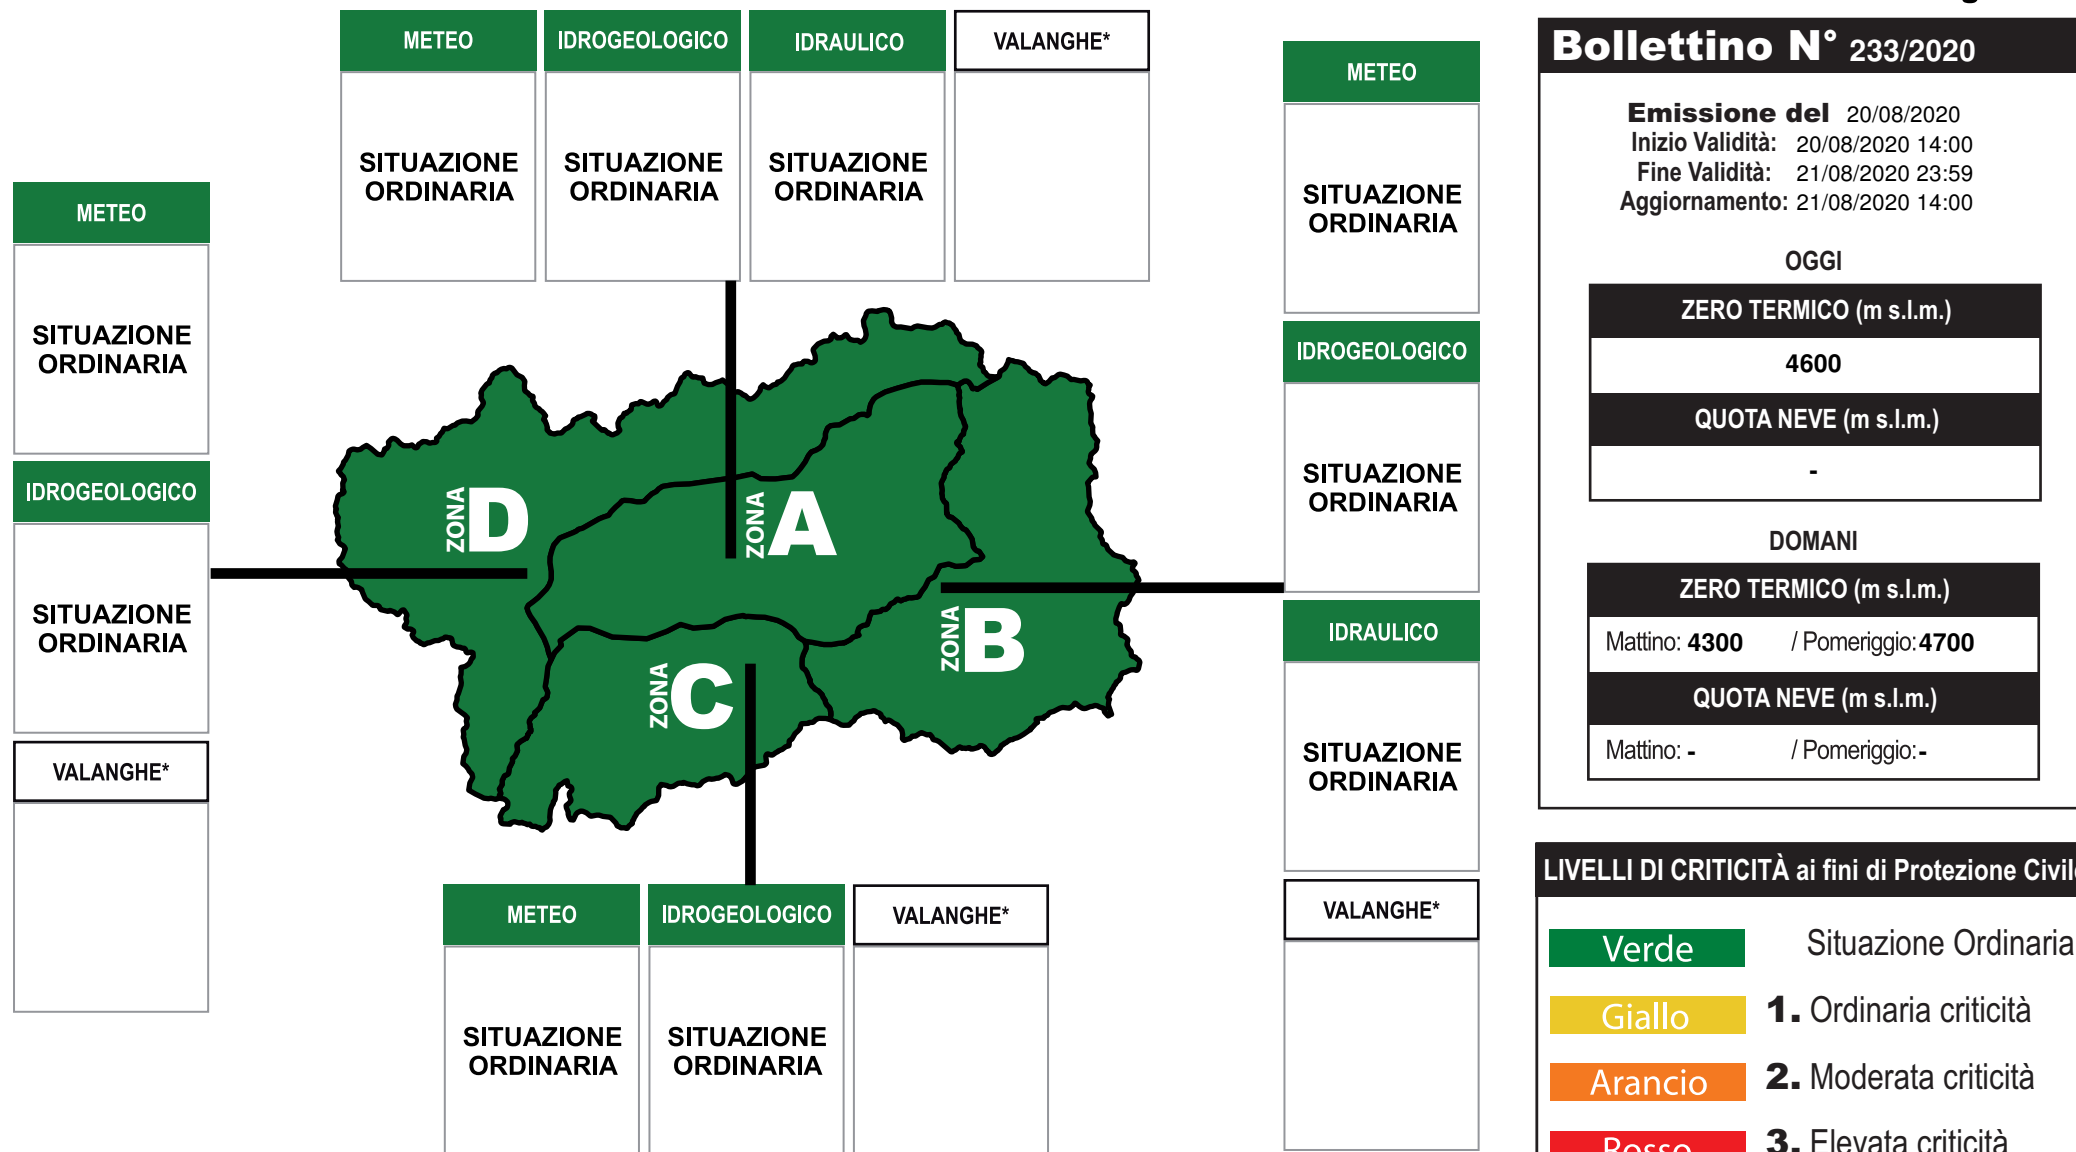 METEO IDROGEOLOGICO IDRAULICO VALANGHE*
SITUAZIONE ORDINARIA
SITUAZIONE ORDINARIA
SITUAZIONE ORDINARIA
METEO
SITUAZIONE
ORDINARIA
IDROGEOLOGICO
SITUAZIONE
ORDINARIA
VALANGHE*
ZONA D
ZONA A
ZONA B
ZONA C
METEO
SITUAZIONE
ORDINARIA
IDROGEOLOGICO
SITUAZIONE
ORDINARIA
IDRAULICO
SITUAZIONE
ORDINARIA
VALANGHE*
METEO IDROGEOLOGICO VALANGHE*
SITUAZIONE ORDINARIA
SITUAZIONE ORDINARIA
Bollettino N° 233/2020
Emissione del 20/08/2020
Inizio Validità: 20/08/2020 14:00
Fine Validità: 21/08/2020 23:59
Aggiornamento: 21/08/2020 14:00
OGGI
ZERO TERMICO (m s.l.m.)
4600
QUOTA NEVE (m s.l.m.)
-
DOMANI
ZERO TERMICO (m s.l.m.)
Mattino: 4300 / Pomeriggio: 4700
QUOTA NEVE (m s.l.m.)
Mattino: - / Pomeriggio: -
LIVELLI DI CRITICITÀ ai fini di Protezione Civile
Verde Situazione Ordinaria
Giallo 1. Ordinaria criticità
Arancio 2. Moderata criticità
Rosso 3. Elevata criticità